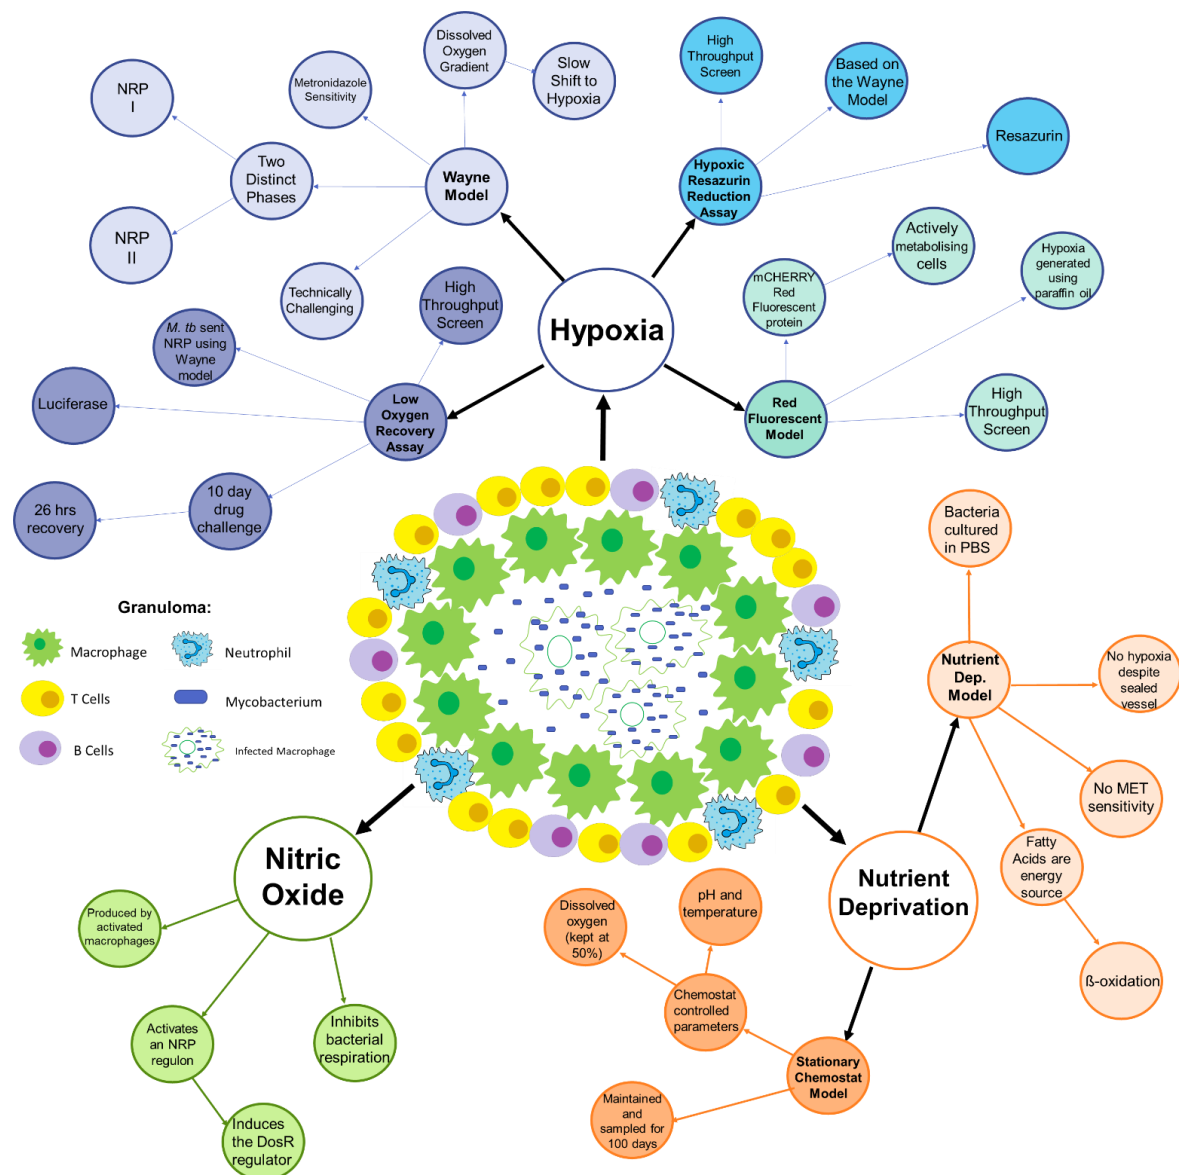 Dissolved
Oxygen
Gradient
Slow
Shift to
Hypoxia
Metronidazole
Sensitivity
NRP
I
Two
Distinct
Phases
NRP
II
Wayne
Model
Technically
Challenging
High
Throughput
Screen
Based on
the Wayne
Model
Resazurin
Hypoxic
Resazurin
Reduction
Assay
Actively
metabolising
cells
mCHERRY
Red
Fluorescent
protein
Hypoxia
generated
using
paraffin oil
Hypoxia
High
Throughput
Screen
M. tb sent
NRP using
Wayne
model
Luciferase
Low
Oxygen
Recovery
Assay
10 day
drug
challenge
26 hrs
recovery
Red
Fluorescent
Model
High
Throughput
Screen
Granuloma:
Macrophage
Neutrophil
T Cells
Mycobacterium
B Cells
Infected Macrophage
Bacteria
cultured
in PBS
Nutrient
Dep.
Model
No hypoxia
despite
sealed
vessel
No MET
sensitivity
Fatty
Acids are
energy
source
ß-oxidation
Nutrient
Deprivation
Nitric
Oxide
Produced by
activated
macrophages
Activates
an NRP
regulon
Inhibits
bacterial
respiration
Induces
the DosR
regulator
pH and
temperature
Dissolved
oxygen
(kept at
50%)
Chemostat
controlled
parameters
Stationary
Chemostat
Model
Maintained
and
sampled for
100 days